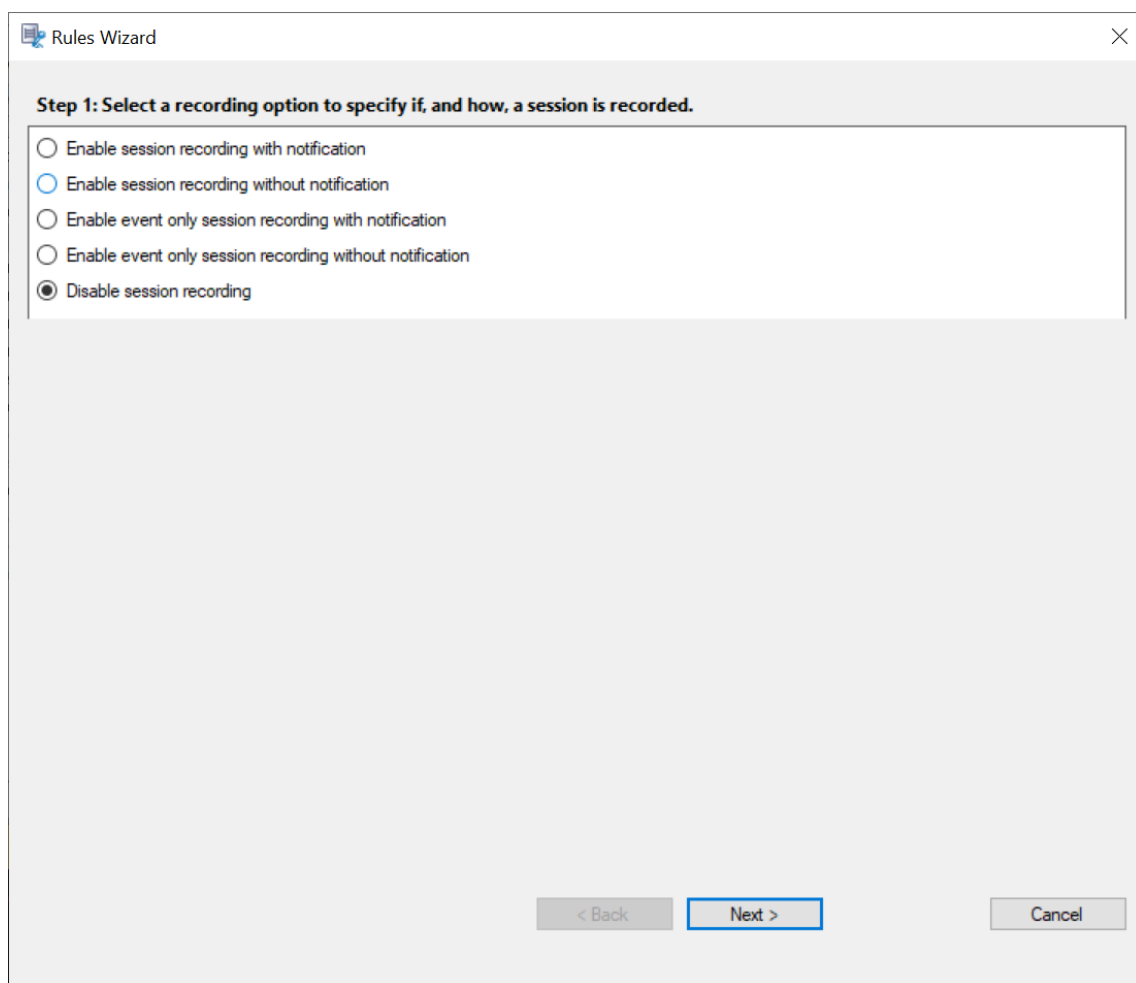 Rules Wizard
Step 1: Select a recording option to specify if, and how, a session is recorded.
Enable session recording with notification
Enable session recording without notification
Enable event only session recording with notification
Enable event only session recording without notification
Disable session recording
< Back
Next >
Cancel